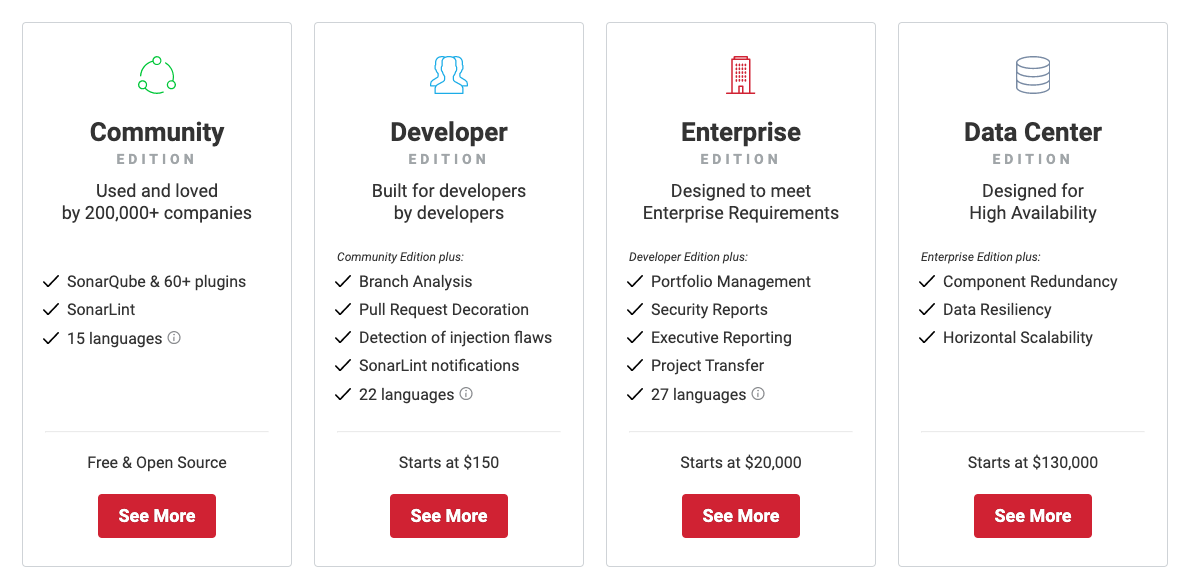 Community
EDITION
Used and loved
by 200,000+ companies
SonarQube & 60+ plugins
SonarLint
15 languages
Free & Open Source
See More
Developer
EDITION
Built for developers
by developers
Community Edition plus:
Branch Analysis
Pull Request Decoration
Detection of injection flaws
SonarLint notifications
22 languages
Starts at $150
See More
Enterprise
EDITION
Designed to meet
Enterprise Requirements
Developer Edition plus:
Portfolio Management
Security Reports
Executive Reporting
Project Transfer
27 languages
Starts at $20,000
See More
Data Center
EDITION
Designed for
High Availability
Enterprise Edition plus:
Component Redundancy
Data Resiliency
Horizontal Scalability
Starts at $130,000
See More